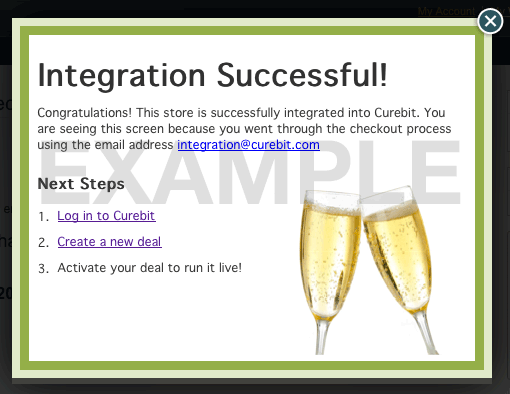 My Account
Integration Successful!
Congratulations! This store is successfully integrated into Curebit. You
are seeing this screen because you went through the checkout process
using the email address integration@curebit.com
EXAMPLE
Next Steps
1. Log in to Curebit
2. Create a new deal
3. Activate your deal to run it live!